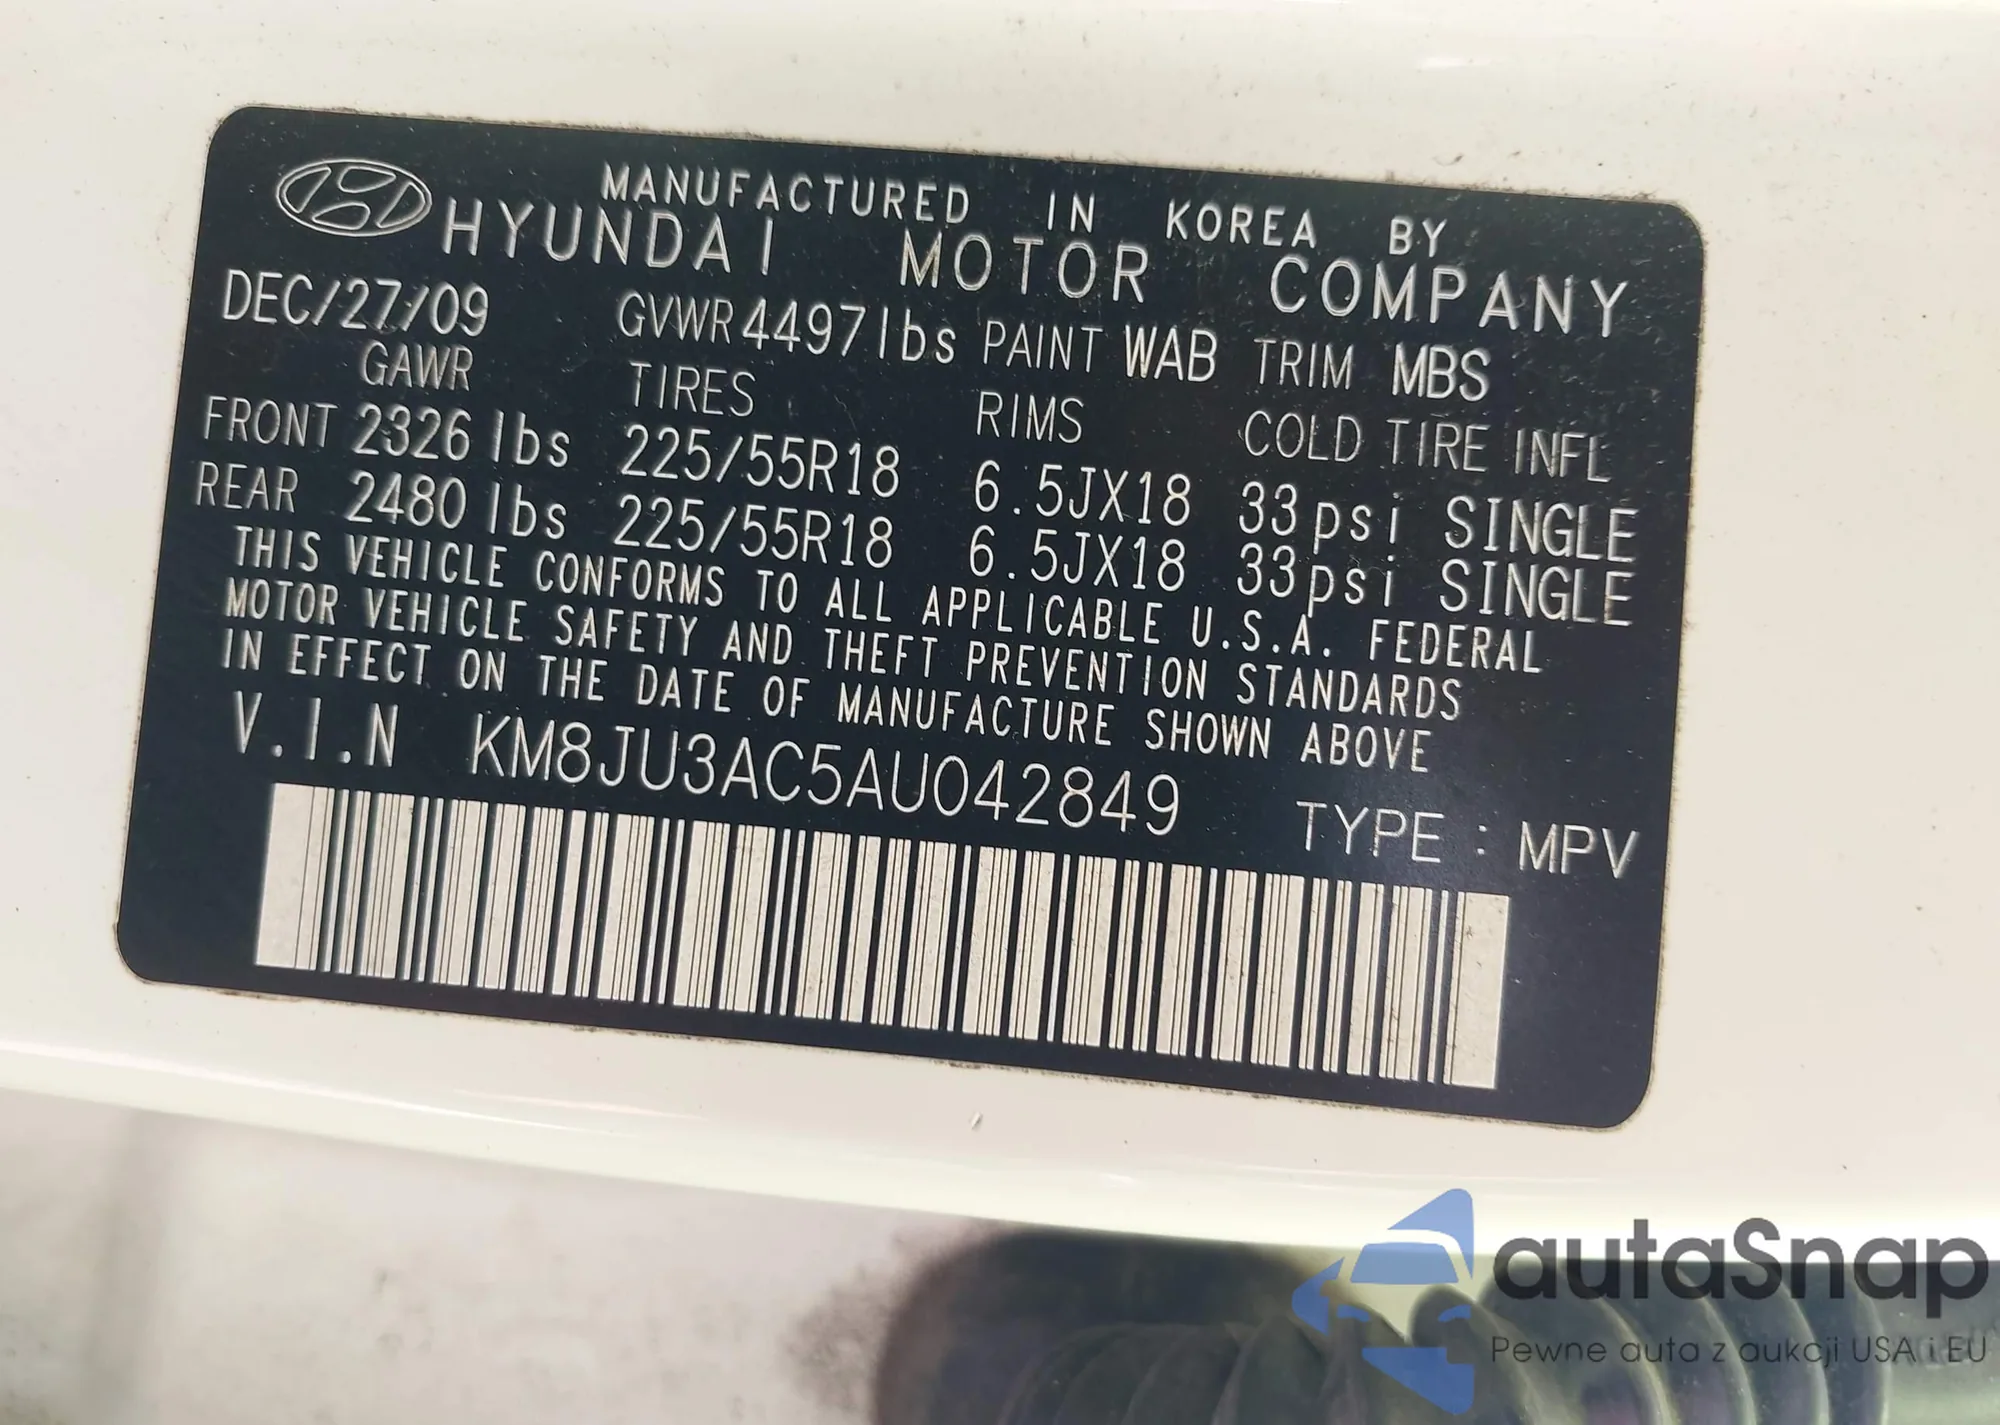 MANUFACTURED IN KOREA BY
HYUNDAI MOTOR COMPANY
DEC/27/09 GVWR 4497lbs PAINT WAB TRIM MBS
GAWR TIRES RIMS COLD TIRE INFL
FRONT 2326 lbs 225/55R18 6.5JX18 33psi SINGLE
REAR 2480 lbs 225/55R18 6.5JX18 33psi SINGLE
THIS VEHICLE CONFORMS TO ALL APPLICABLE U.S.A. FEDERAL
MOTOR VEHICLE SAFETY AND THEFT PREVENTION STANDARDS
IN EFFECT ON THE DATE OF MANUFACTURE SHOWN ABOVE
V.I.N KM8JU3AC5AU042849
TYPE : MPV
autaSnap
Pewne auta z aukcji USA i EU